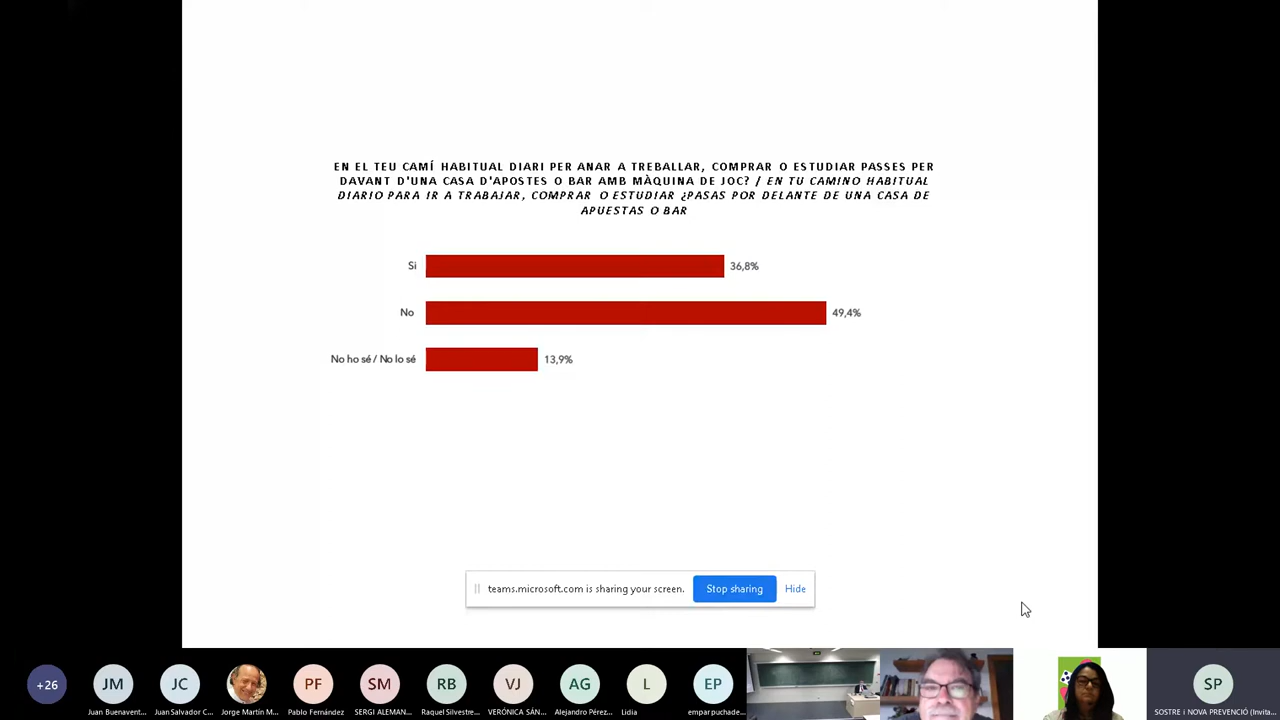 EN EL TEU CAMÍ HABITUAL DIARI PER ANAR A TREBALLAR, COMPRAR O ESTUDIAR PASSES PER
DAVANT D'UNA CASA D'APOSTES O BAR AMB MÀQUINA DE JOC? / EN TU CAMINO HABITUAL
DIARIO PARA IR A TRABAJAR, COMPRAR O ESTUDIAR ¿PASAS POR DELANTE DE UNA CASA DE
APUESTAS O BAR
Si
36,8%
No
49,4%
No ho sé / No lo sé
13,9%
teams.microsoft.com is sharing your screen.
Stop sharing
Hide
+26
JM
JC
PF
SM
RB
VJ
AG
L
EP
SP
Juan Buenavent...
Juan Salvador C...
Jorge Martín M...
Pablo Fernández
SERGI ALEMAN...
Raquel Silvestre...
VERÓNICA SÁN...
Alejandro Pérez...
Lidia
empar puchade...
SOSTRE i NOVA PREVENCIÓ (Invita...